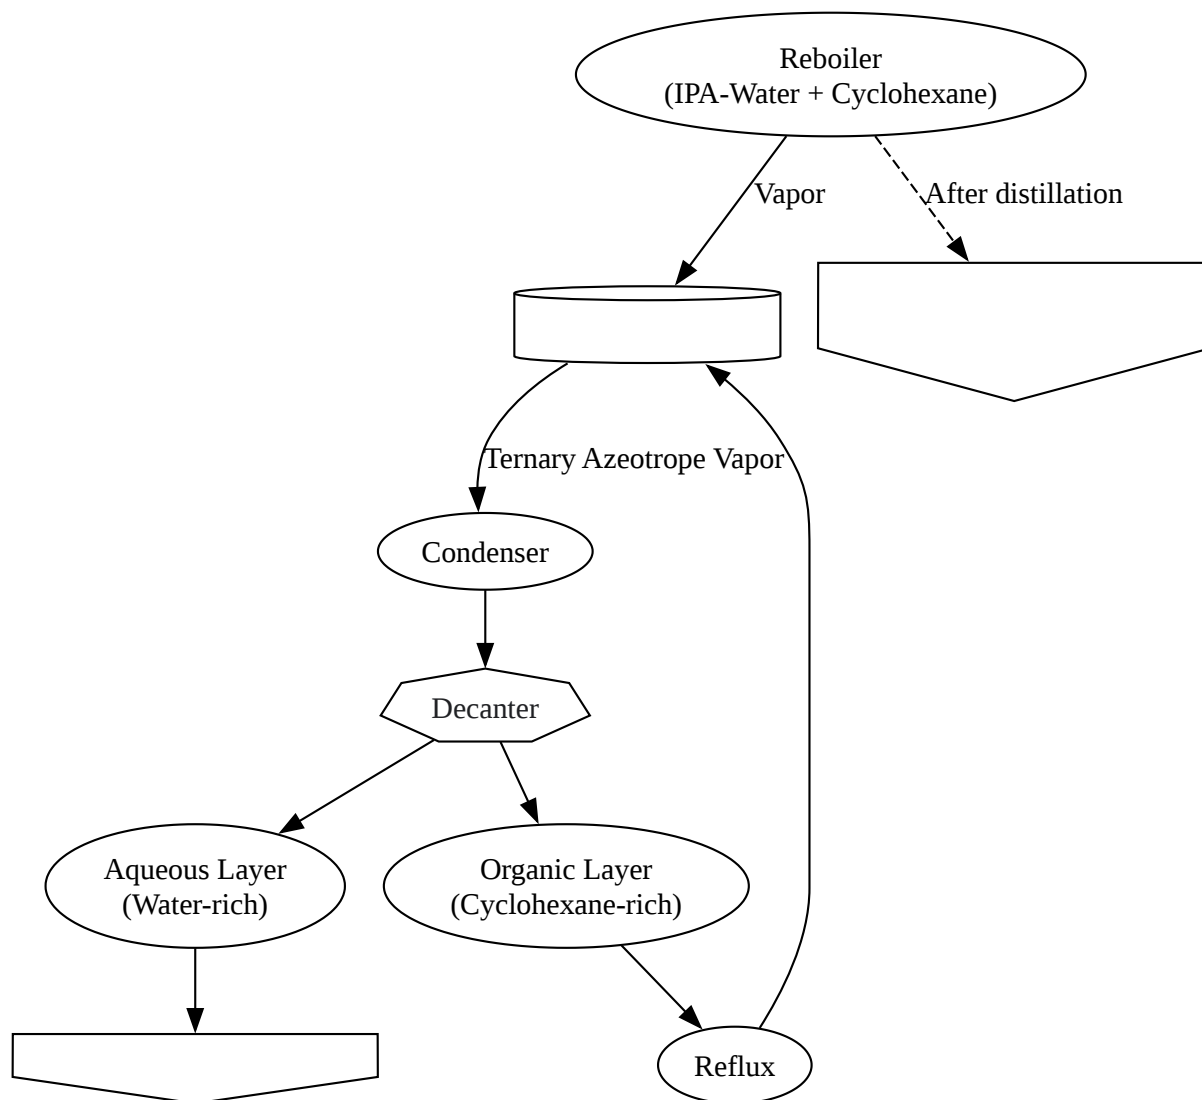 Reboiler
(IPA-Water + Cyclohexane)
Vapor
After distillation
Ternary Azeotrope Vapor
Condenser
Decanter
Aqueous Layer
(Water-rich)
Organic Layer
(Cyclohexane-rich)
Reflux